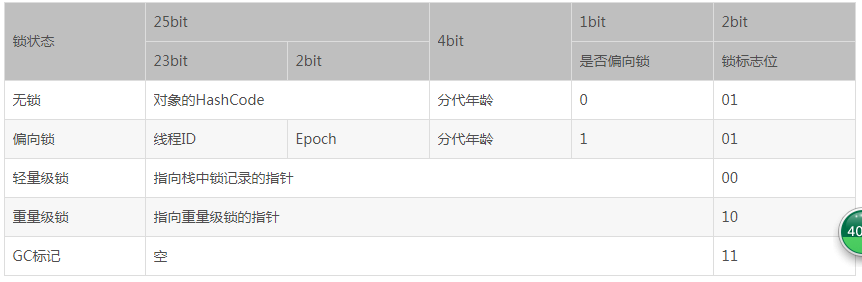 锁状态 25bit 4bit 1bit 2bit
23bit 2bit 是否偏向锁 锁标志位
无锁 对象的HashCode 分代年龄 0 01
偏向锁 线程ID Epoch 分代年龄 1 01
轻量级锁 指向栈中锁记录的指针 00
重量级锁 指向重量级锁的指针 10
GC标记 空 11